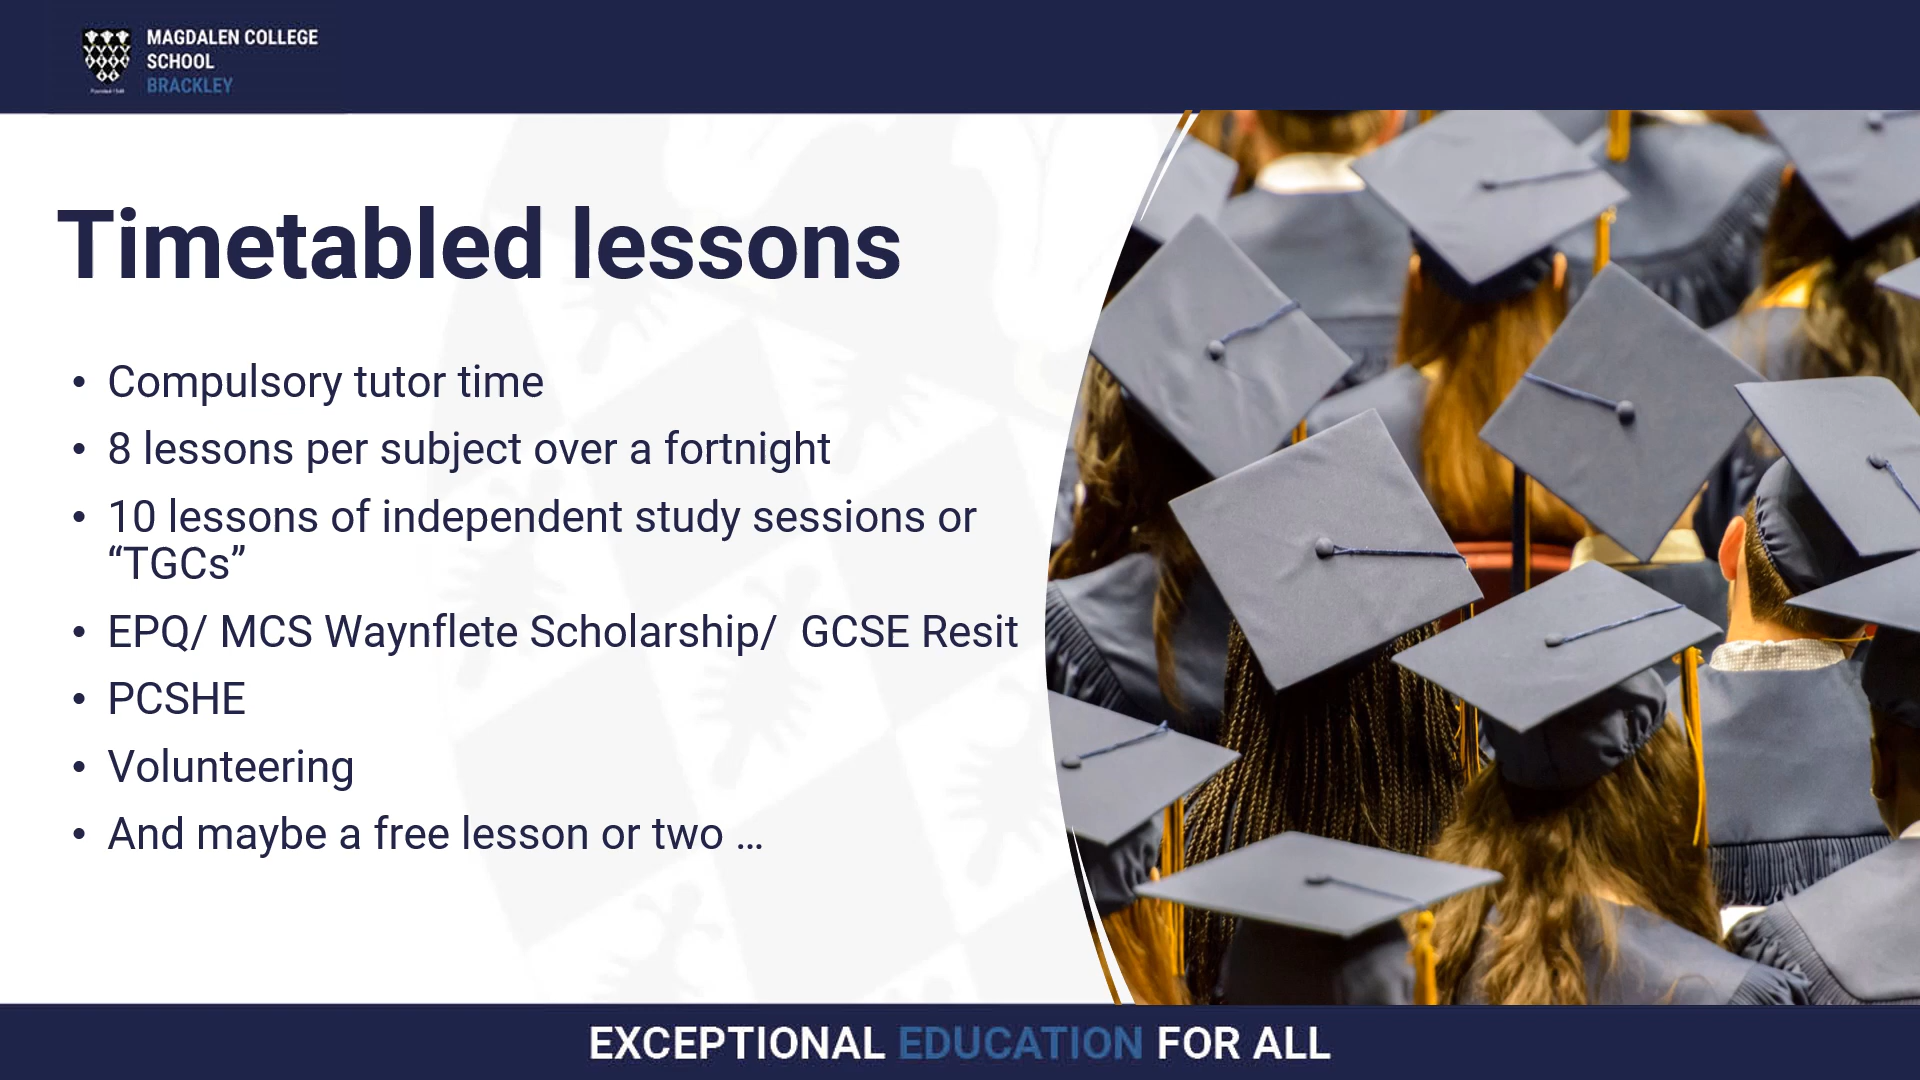 MAGDALEN COLLEGE
SCHOOL
BRACKLEY
Timetabled lessons
• Compulsory tutor time
• 8 lessons per subject over a fortnight
• 10 lessons of independent study sessions or
“TGCs”
• EPQ/ MCS Waynflete Scholarship/  GCSE Resit
• PCSHE
• Volunteering
• And maybe a free lesson or two ...
EXCEPTIONAL EDUCATION FOR ALL